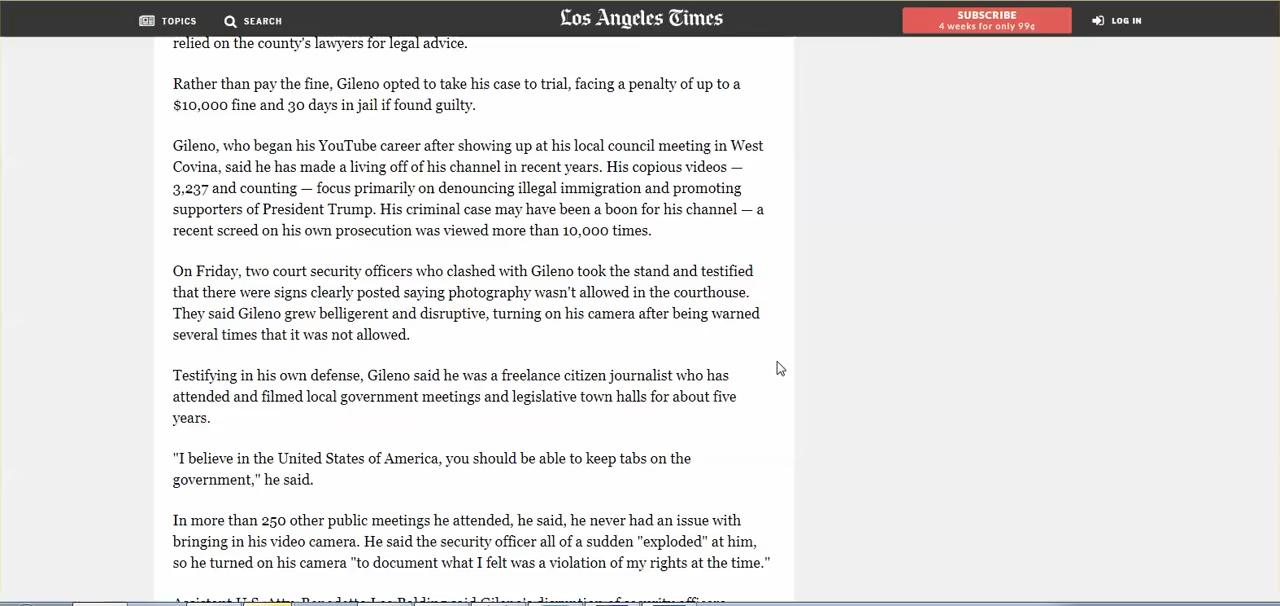 TOPICS SEARCH Los Angeles Times SUBSCRIBE LOG IN
4 weeks for only 99¢
relied on the county's lawyers for legal advice.
Rather than pay the fine, Gileno opted to take his case to trial, facing a penalty of up to a
$10,000 fine and 30 days in jail if found guilty.
Gileno, who began his YouTube career after showing up at his local council meeting in West
Covina, said he has made a living off of his channel in recent years. His copious videos —
3,237 and counting — focus primarily on denouncing illegal immigration and promoting
supporters of President Trump. His criminal case may have been a boon for his channel — a
recent screed on his own prosecution was viewed more than 10,000 times.
On Friday, two court security officers who clashed with Gileno took the stand and testified
that there were signs clearly posted saying photography wasn't allowed in the courthouse.
They said Gileno grew belligerent and disruptive, turning on his camera after being warned
several times that it was not allowed.
Testifying in his own defense, Gileno said he was a freelance citizen journalist who has
attended and filmed local government meetings and legislative town halls for about five
years.
"I believe in the United States of America, you should be able to keep tabs on the
government," he said.
In more than 250 other public meetings he attended, he said, he never had an issue with
bringing in his video camera. He said the security officer all of a sudden "exploded" at him,
so he turned on his camera "to document what I felt was a violation of my rights at the time."